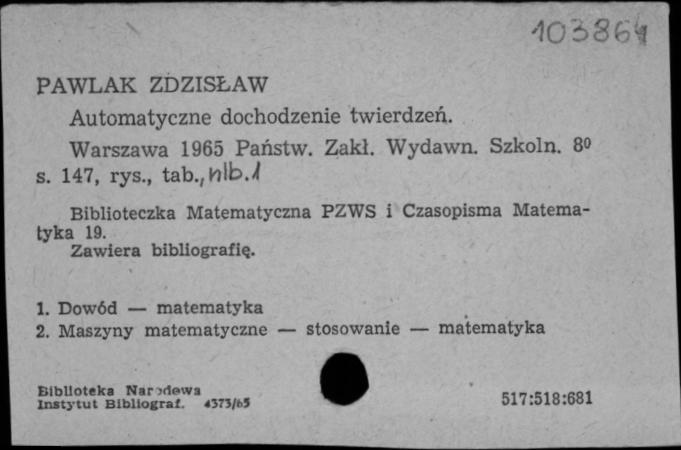 103864
PAWLAK ZDZISŁAW
Automatyczne dochodzenie twierdzeń.
Warszawa 1965 Państw. Zakł. Wydawn. Szkoln. 8⁰
s. 147, rys., tab., nlb.1
Biblioteczka Matematyczna PZWS i Czasopisma Matema-
tyka 19.
Zawiera bibliografię.
1. Dowód — matematyka
2. Maszyny matematyczne — stosowanie — matematyka
Biblioteka Narodowa
Instytut Bibliograf. 4373/65
517:518:681